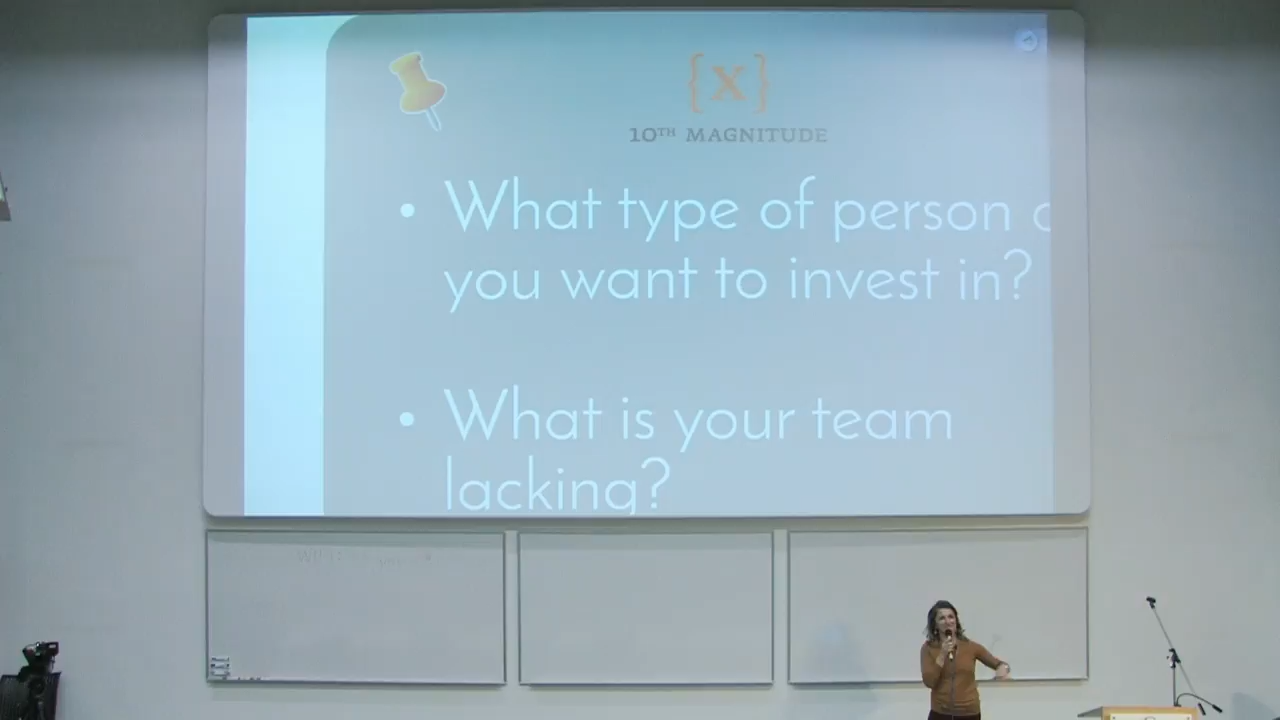 {x}
10TH MAGNITUDE
• What type of person
you want to invest in?
• What is your team
lacking?